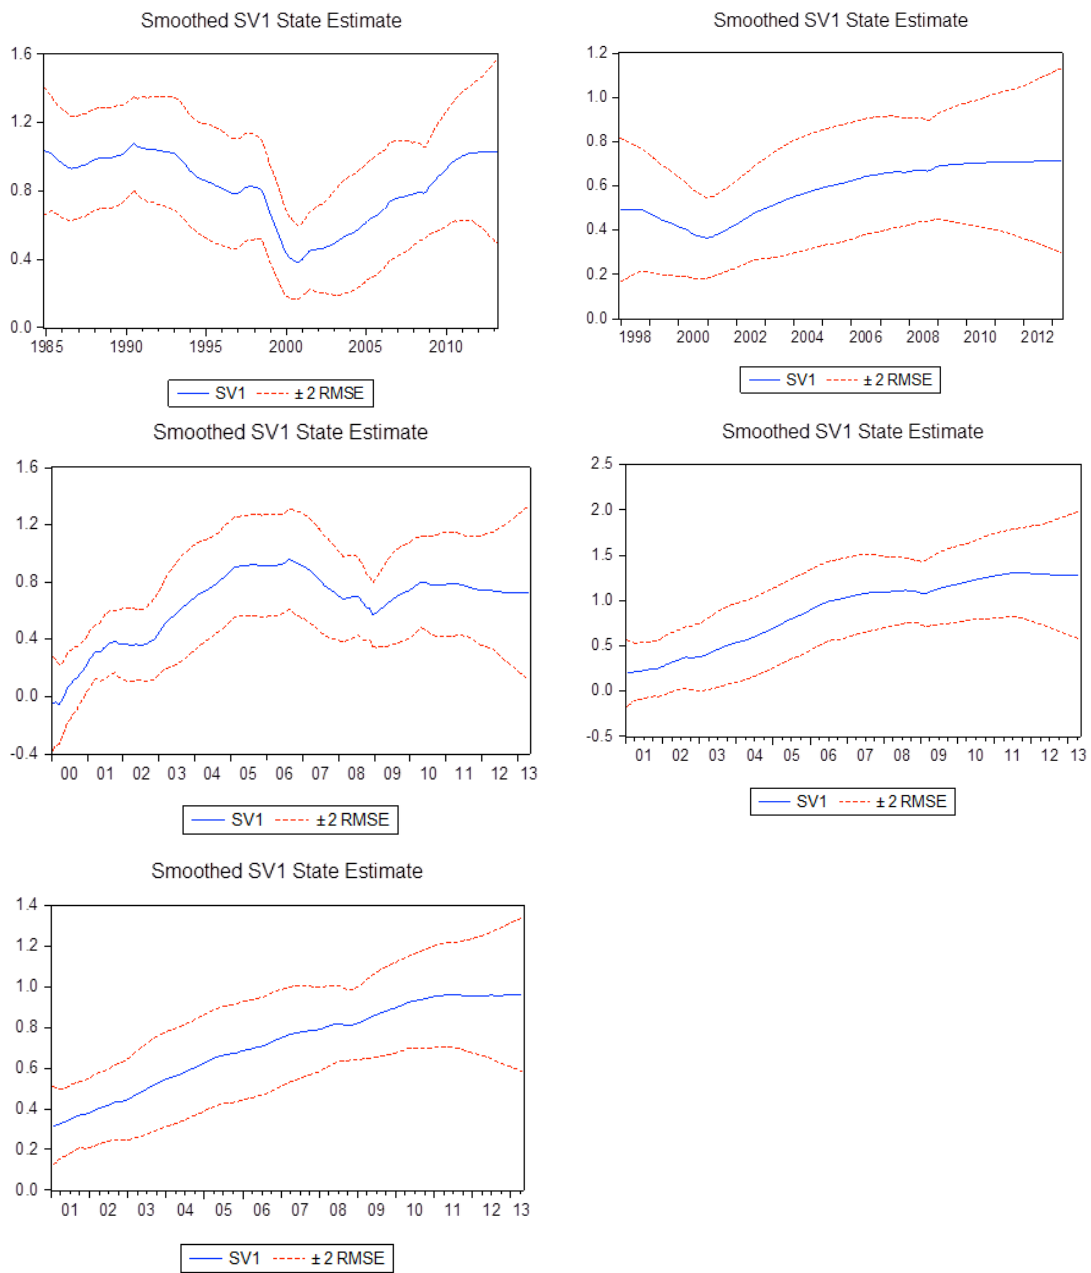 Smoothed SV1 State Estimate
1.6
1.2
0.8
0.4
0.0
1985 1990 1995 2000 2005 2010
SV1 ± 2 RMSE
Smoothed SV1 State Estimate
1.2
1.0
0.8
0.6
0.4
0.2
0.0
1998 2000 2002 2004 2006 2008 2010 2012
SV1 ± 2 RMSE
Smoothed SV1 State Estimate
1.6
1.2
0.8
0.4
0.0
-0.4
00 01 02 03 04 05 06 07 08 09 10 11 12 13
SV1 ± 2 RMSE
Smoothed SV1 State Estimate
2.5
2.0
1.5
1.0
0.5
0.0
-0.5
01 02 03 04 05 06 07 08 09 10 11 12 13
SV1 ± 2 RMSE
Smoothed SV1 State Estimate
1.4
1.2
1.0
0.8
0.6
0.4
0.2
0.0
01 02 03 04 05 06 07 08 09 10 11 12 13
SV1 ± 2 RMSE